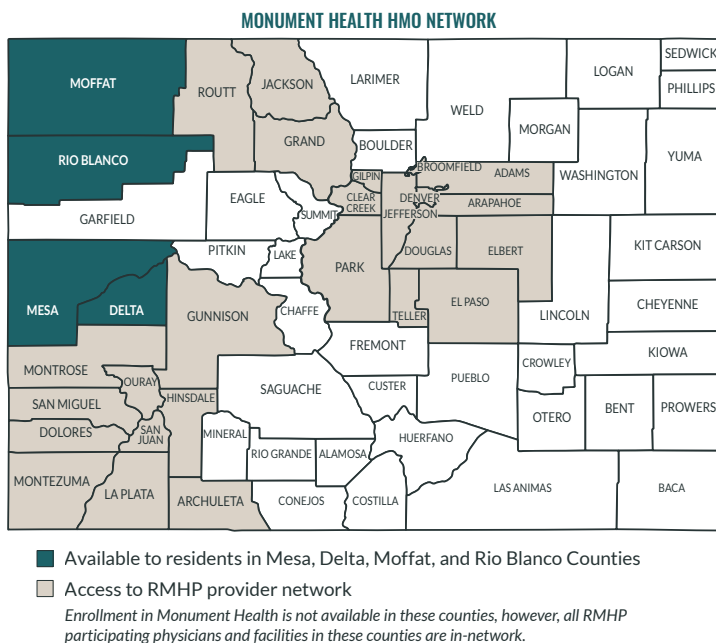 MONUMENT HEALTH HMO NETWORK
MOFFAT
ROUTT
JACKSON
LARIMER
WELD
LOGAN
SEDWICK
PHILLIPS
MORGAN
RIO BLANCO
GRAND
BOULDER
BROOMFIELD
ADAMS
WASHINGTON
YUMA
GILPIN
CLEAR
CREEK
DENVER
ARAPAHOE
JEFFERSON
GARFIELD
EAGLE
SUMMIT
PITKIN
LAKE
PARK
DOUGLAS
ELBERT
KIT CARSON
MESA
DELTA
GUNNISON
CHAFFE
TELLER
EL PASO
LINCOLN
CHEYENNE
MONTROSE
OURAY
HINSDALE
SAGUACHE
FREMONT
CUSTER
PUEBLO
CROWLEY
KIOWA
SAN MIGUEL
DOLORES
SAN
JUAN
MINERAL
RIO GRANDE
ALAMOSA
HUERFANO
OTERO
BENT
PROWERS
MONTEZUMA
LA PLATA
ARCHULETA
CONEJOS
COSTILLA
LAS ANIMAS
BACA
Available to residents in Mesa, Delta, Moffat, and Rio Blanco Counties
Access to RMHP provider network
Enrollment in Monument Health is not available in these counties, however, all RMHP
participating physicians and facilities in these counties are in-network.